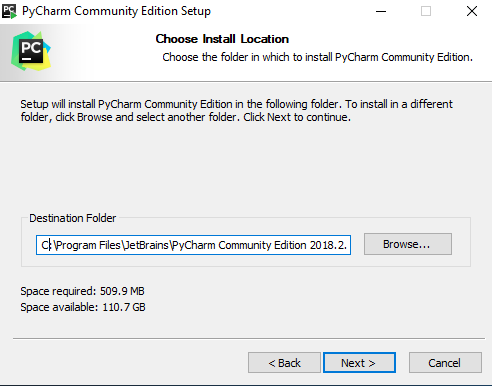 PyCharm Community Edition Setup
PC
Choose Install Location
Choose the folder in which to install PyCharm Community Edition.
Setup will install PyCharm Community Edition in the following folder. To install in a different
folder, click Browse and select another folder. Click Next to continue.
Destination Folder
C:\Program Files\JetBrains\PyCharm Community Edition 2018.2.
Browse...
Space required: 509.9 MB
Space available: 110.7 GB
< Back
Next >
Cancel